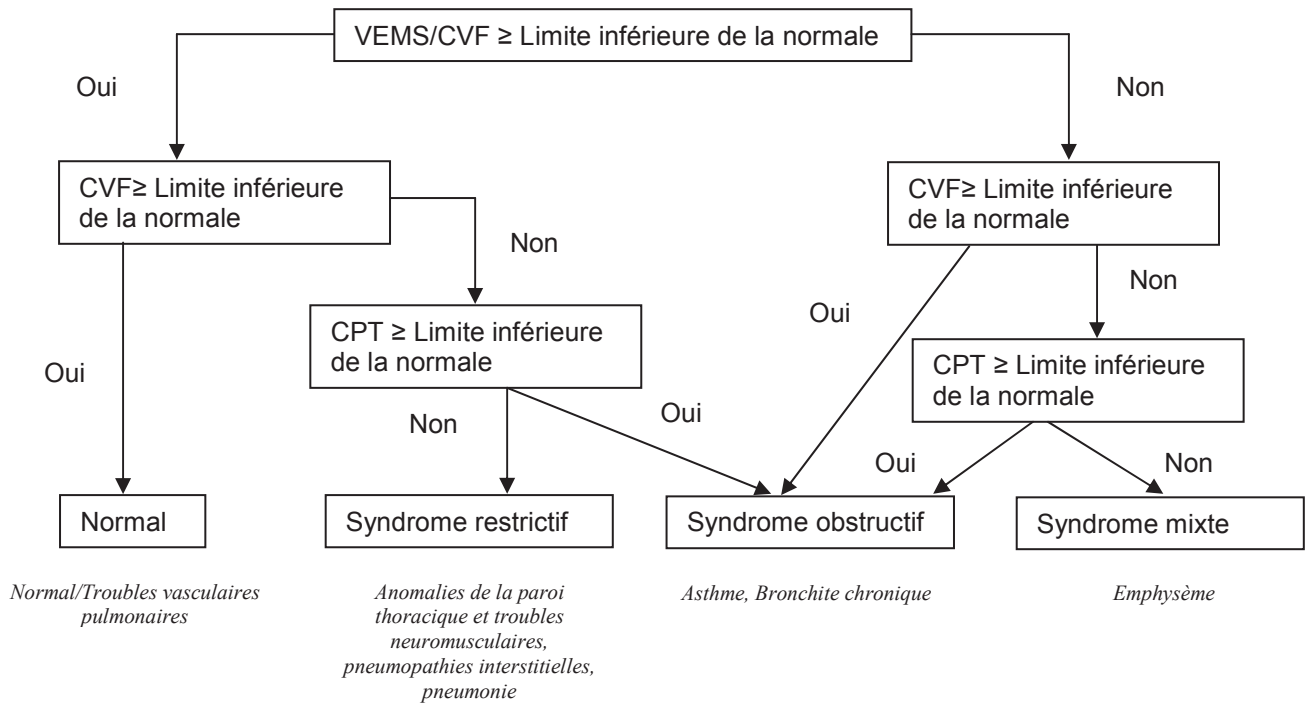 VEMS/CVF ≥ Limite inférieure de la normale
Oui
Non
CVF≥ Limite inférieure
de la normale
CVF≥ Limite inférieure
de la normale
Non
Non
Oui
CPT ≥ Limite inférieure
de la normale
CPT ≥ Limite inférieure
de la normale
Oui
Non
Oui
Oui
Non
Normal
Syndrome restrictif
Syndrome obstructif
Syndrome mixte
Normal/Troubles vasculaires
pulmonaires
Anomalies de la paroi
thoracique et troubles
neuromusculaires,
pneumopathies interstitielles,
pneumonie
Asthme, Bronchite chronique
Emphysème